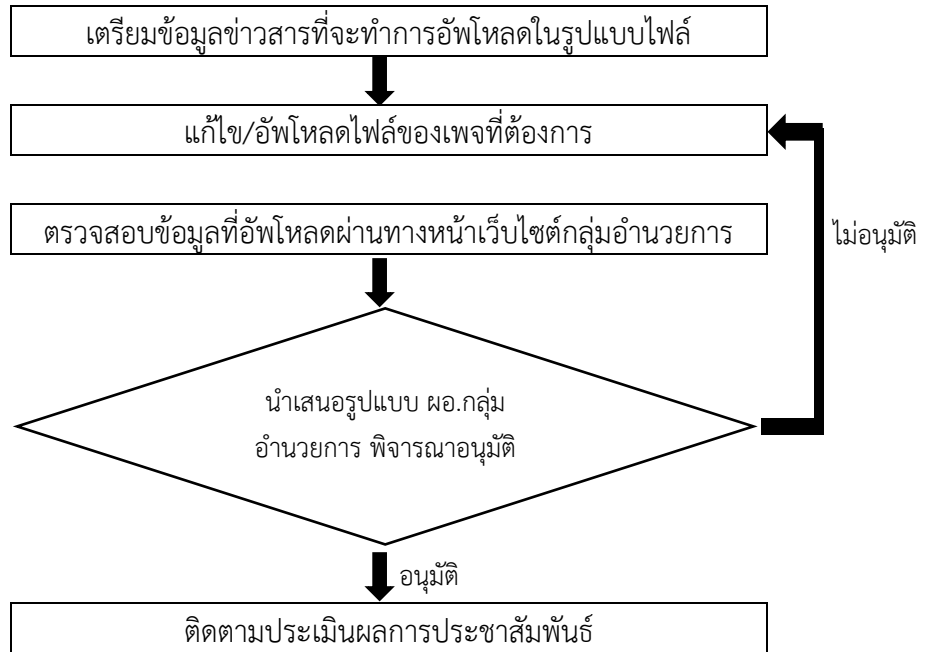 เตรียมข้อมูลข่าวสารที่จะทำการอัพโหลดในรูปแบบไฟล์
แก้ไข/อัพโหลดไฟล์ของเพจที่ต้องการ
ตรวจสอบข้อมูลที่อัพโหลดผ่านทางหน้าเว็บไซต์กลุ่มอำนวยการ
ไม่อนุมัติ
นำเสนอรูปแบบ ผอ.กลุ่ม
อำนวยการ พิจารณาอนุมัติ
อนุมัติ
ติดตามประเมินผลการประชาสัมพันธ์